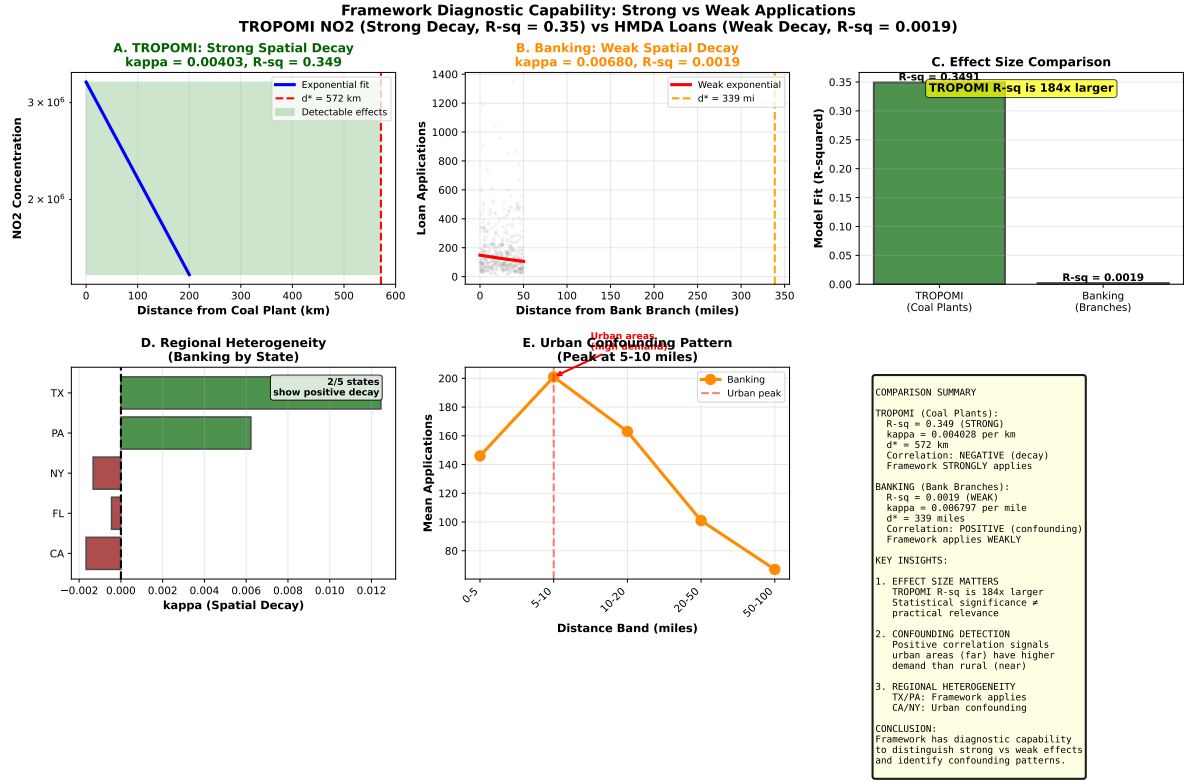 Framework Diagnostic Capability: Strong vs Weak Applications
TROPOMI NO2 (Strong Decay, R-sq = 0.35) vs HMDA Loans (Weak Decay, R-sq = 0.0019)
A. TROPOMI: Strong Spatial Decay
kappa = 0.00403, R-sq = 0.349
Exponential fit
d* = 572 km
Detectable effects
NO2 Concentration
3 × 10⁶
2 × 10⁶
0 100 200 300 400 500 600
Distance from Coal Plant (km)
B. Banking: Weak Spatial Decay
kappa = 0.00680, R-sq = 0.0019
Weak exponential
d* = 339 mi
Loan Applications
1400
1200
1000
800
600
400
200
0
0 50 100 150 200 250 300 350
Distance from Bank Branch (miles)
C. Effect Size Comparison
R-sq = 0.3491
TROPOMI R-sq is 184x larger
R-sq = 0.0019
Model Fit (R-squared)
0.35
0.30
0.25
0.20
0.15
0.10
0.05
0.00
TROPOMI
(Coal Plants)
Banking
(Branches)
D. Regional Heterogeneity
(Banking by State)
2/5 states
show positive decay
TX
PA
NY
FL
CA
−0.002 0.000 0.002 0.004 0.006 0.008 0.010 0.012
kappa (Spatial Decay)
E. Urban Confounding Pattern
(Peak at 5-10 miles)
Urban areas
(high demand)
Banking
Urban peak
Mean Applications
200
180
160
140
120
100
80
0-5 5-10 10-20 20-50 50-100
Distance Band (miles)
COMPARISON SUMMARY
TROPOMI (Coal Plants):
R-sq = 0.349 (STRONG)
kappa = 0.004028 per km
d* = 572 km
Correlation: NEGATIVE (decay)
Framework STRONGLY applies
BANKING (Bank Branches):
R-sq = 0.0019 (WEAK)
kappa = 0.006797 per mile
d* = 339 miles
Correlation: POSITIVE (confounding)
Framework applies WEAKLY
KEY INSIGHTS:
1. EFFECT SIZE MATTERS
TROPOMI R-sq is 184x larger
Statistical significance ≠
practical relevance
2. CONFOUNDING DETECTION
Positive correlation signals
urban areas (far) have higher
demand than rural (near)
3. REGIONAL HETEROGENEITY
TX/PA: Framework applies
CA/NY: Urban confounding
CONCLUSION:
Framework has diagnostic capability
to distinguish strong vs weak effects
and identify confounding patterns.